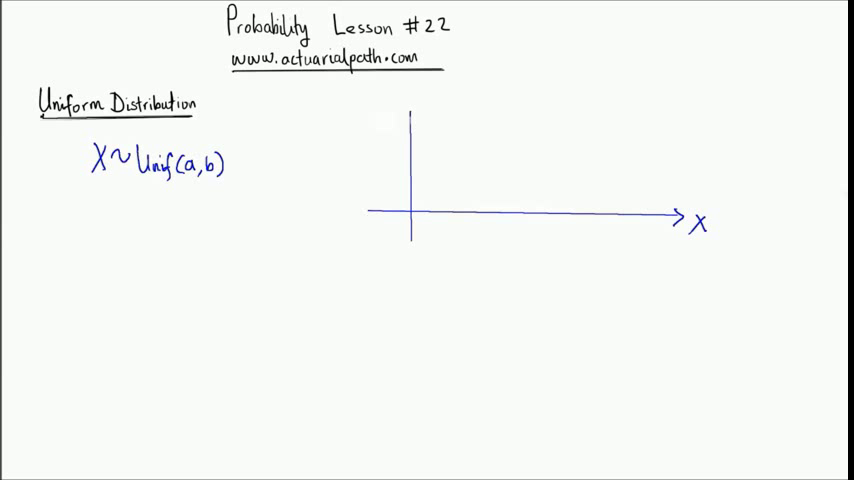 Probability Lesson #22
www.actuarialpath.com
Uniform Distribution
X~Unif(a,b)
X